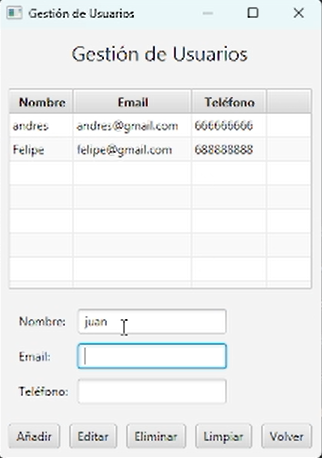 Gestión de Usuarios
Gestión de Usuarios
Nombre Email Teléfono
andres andres@gmail.com 666666666
Felipe felipe@gmail.com 688888888
Nombre: juan
Email:
Teléfono:
Añadir Editar Eliminar Limpiar Volver